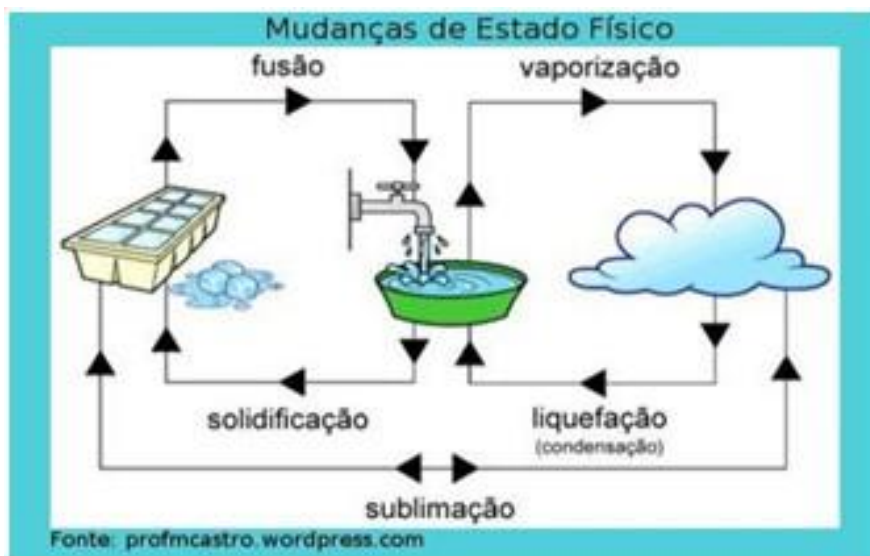 Mudanças de Estado Físico
fusão
vaporização
solidificação
liquefação
(condensação)
sublimação
Fonte: profmcastro.wordpress.com